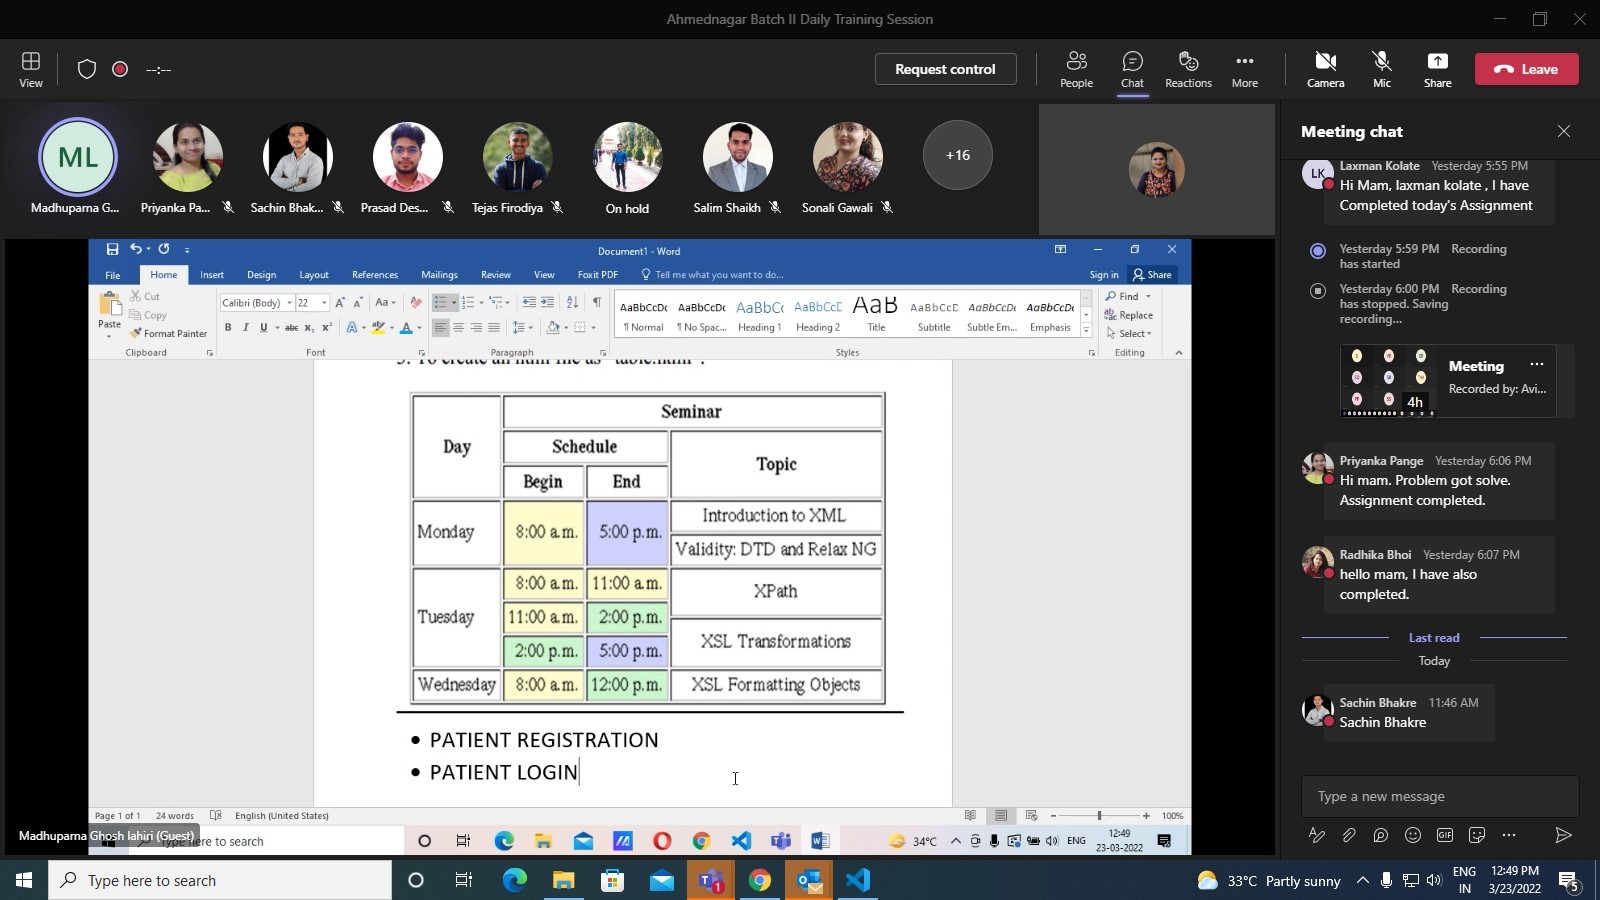 Ahmednagar Batch II Daily Training Session
View
--:--
Request control
People
Chat
Reactions
More
Camera
Mic
Share
Leave
ML
Madhuparna G...
Priyanka Pa...
Sachin Bhak...
Prasad Des...
Tejas Firodiya
On hold
Salim Shaikh
Sonali Gawali
+16
Document1 - Word
File
Home
Insert
Design
Layout
References
Mailings
Review
View
Foxit PDF
Tell me what you want to do...
Sign in
Share
Paste
Cut
Copy
Format Painter
Clipboard
Calibri (Body)
22
Font
Paragraph
AaBbCcDc
¶ Normal
AaBbCcDc
¶ No Spac...
AaBbCc
Heading 1
AaBbCcE
Heading 2
AaB
Title
AaBbCcD
Subtitle
AaBbCcDc
Subtle Em...
AaBbCcDc
Emphasis
Styles
Find
Replace
Select
Editing
Day
Seminar
Schedule
Topic
Begin
End
Monday
8:00 a.m.
5:00 p.m.
Introduction to XML
Validity: DTD and Relax NG
Tuesday
8:00 a.m.
11:00 a.m.
XPath
11:00 a.m.
2:00 p.m.
XSL Transformations
2:00 p.m.
5:00 p.m.
Wednesday
8:00 a.m.
12:00 p.m.
XSL Formatting Objects
• PATIENT REGISTRATION
• PATIENT LOGIN
Page 1 of 1
24 words
English (United States)
100%
Madhuparna Ghosh lahiri (Guest)
here to search
34°C
ENG
12:49
23-03-2022
Meeting chat
LK
Laxman Kolate Yesterday 5:55 PM
Hi Mam, laxman kolate , I have
Completed today's Assignment
Yesterday 5:59 PM Recording
has started
Yesterday 6:00 PM Recording
has stopped. Saving
recording...
4h
Meeting
...
Recorded by: Avi...
Priyanka Pange Yesterday 6:06 PM
Hi mam. Problem got solve.
Assignment completed.
Radhika Bhoi Yesterday 6:07 PM
hello mam, I have also
completed.
Last read
Today
Sachin Bhakre 11:46 AM
Sachin Bhakre
Type a new message
GIF
Type here to search
1
33°C Partly sunny
ENG
IN
12:49 PM
3/23/2022
5